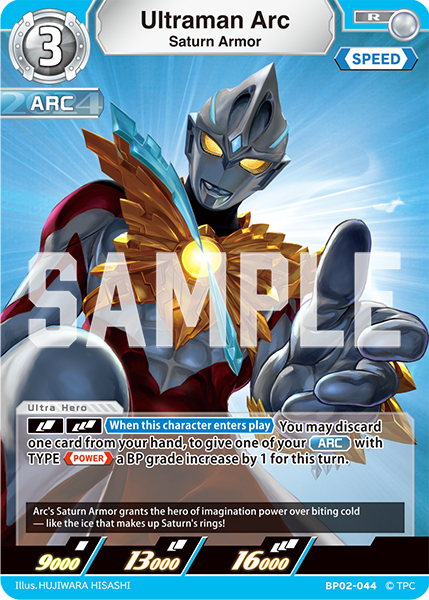 3
Ultraman Arc
Saturn Armor
R
SPEED
ARC
SAMPLE
Ultra Hero
When this character enters play You may discard
one card from your hand, to give one of your ARC with
TYPE POWER a BP grade increase by 1 for this turn.
Arc's Saturn Armor grants the hero of imagination power over biting cold
— like the ice that makes up Saturn's rings!
9000 13000 16000
Illus. HUJIWARA HISASHI BP02-044 © TPC